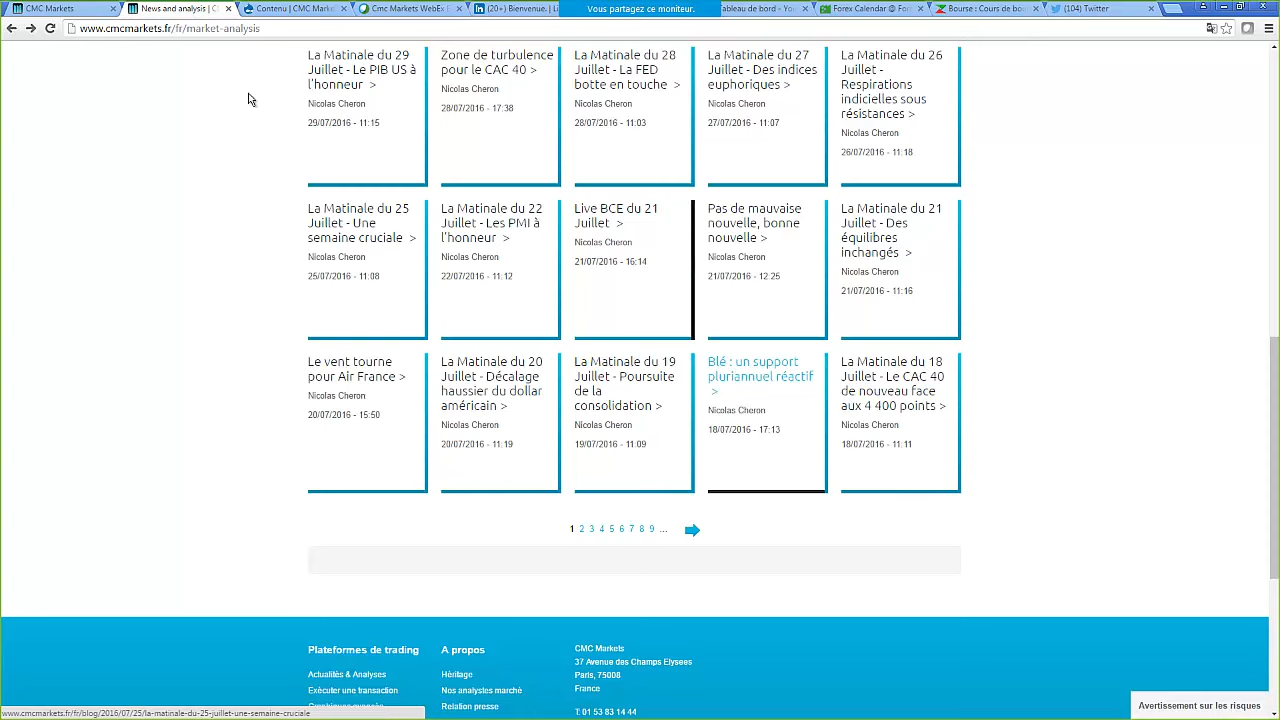 CMC Markets
News and analysis | C
Contenu | CMC Marke
Cmc Markets WebEx E
(20+) Bienvenue. | L
Vous partagez ce moniteur.
ableau de bord - You
Forex Calendar @ Fore
Bourse : Cours de bou
(104) Twitter
www.cmcmarkets.fr/fr/market-analysis
La Matinale du 29
Juillet - Le PIB US à
l'honneur >
Nicolas Cheron
29/07/2016 - 11:15
Zone de turbulence
pour le CAC 40 >
Nicolas Cheron
28/07/2016 - 17:38
La Matinale du 28
Juillet - La FED
botte en touche >
Nicolas Cheron
28/07/2016 - 11:03
La Matinale du 27
Juillet - Des indices
euphoriques >
Nicolas Cheron
27/07/2016 - 11:07
La Matinale du 26
Juillet -
Respirations
indicielles sous
résistances >
Nicolas Cheron
26/07/2016 - 11:18
La Matinale du 25
Juillet - Une
semaine cruciale >
Nicolas Cheron
25/07/2016 - 11:08
La Matinale du 22
Juillet - Les PMI à
l'honneur >
Nicolas Cheron
22/07/2016 - 11:12
Live BCE du 21
Juillet >
Nicolas Cheron
21/07/2016 - 16:14
Pas de mauvaise
nouvelle, bonne
nouvelle >
Nicolas Cheron
21/07/2016 - 12:25
La Matinale du 21
Juillet - Des
équilibres
inchangés >
Nicolas Cheron
21/07/2016 - 11:16
Le vent tourne
pour Air France >
Nicolas Cheron
20/07/2016 - 15:50
La Matinale du 20
Juillet - Décalage
haussier du dollar
américain >
Nicolas Cheron
20/07/2016 - 11:19
La Matinale du 19
Juillet - Poursuite
de la
consolidation >
Nicolas Cheron
19/07/2016 - 11:09
Blé : un support
pluriannuel réactif
>
Nicolas Cheron
18/07/2016 - 17:13
La Matinale du 18
Juillet - Le CAC 40
de nouveau face
aux 4 400 points >
Nicolas Cheron
18/07/2016 - 11:11
1 2 3 4 5 6 7 8 9 ...
Plateformes de trading
Actualités & Analyses
Exécuter une transaction
A propos
Héritage
Nos analystes marché
Relation presse
CMC Markets
37 Avenue des Champs Elysees
Paris, 75008
France
T: 01 53 83 14 44
Avertissement sur les risques
www.cmcmarkets.fr/fr/blog/2016/07/25/la-matinale-du-25-juillet-une-semaine-cruciale